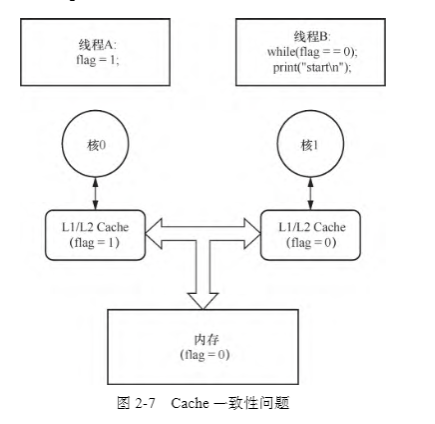 线程A:
flag = 1;
线程B:
while(flag = = 0);
print("start\n");
核0
核1
L1/L2 Cache
(flag = 1)
L1/L2 Cache
(flag = 0)
内存
(flag = 0)
图 2-7 Cache 一致性问题